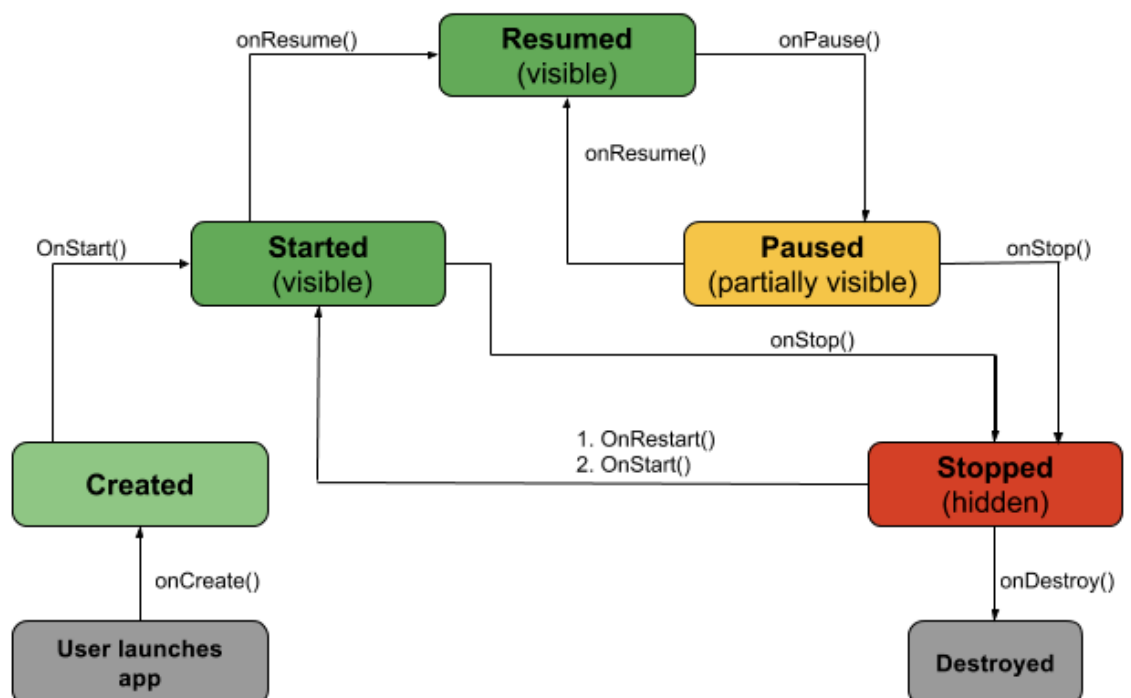 onResume()
Resumed
(visible)
onPause()
onResume()
OnStart()
Started
(visible)
Paused
(partially visible)
onStop()
onStop()
1. OnRestart()
2. OnStart()
Created
Stopped
(hidden)
onCreate()
onDestroy()
User launches
app
Destroyed